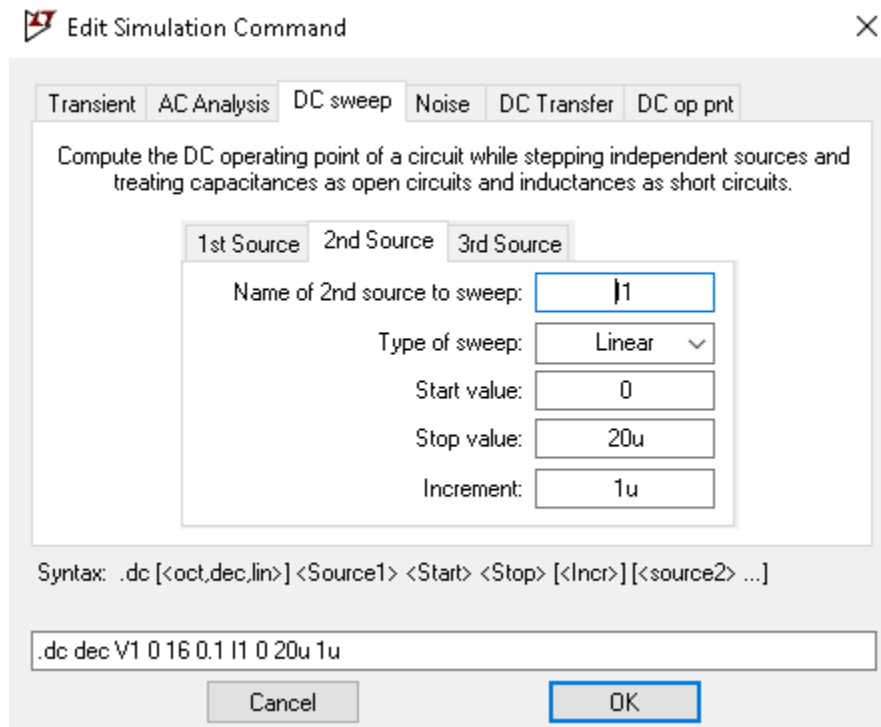 Edit Simulation Command
Transient AC Analysis DC sweep Noise DC Transfer DC op pnt
Compute the DC operating point of a circuit while stepping independent sources and
treating capacitances as open circuits and inductances as short circuits.
1st Source 2nd Source 3rd Source
Name of 2nd source to sweep: I1
Type of sweep: Linear
Start value: 0
Stop value: 20u
Increment: 1u
Syntax: .dc [<oct,dec,lin>] <Source1> <Start> <Stop> [<Incr>] [<source2> ...]
.dc dec V1 0 16 0.1 I1 0 20u 1u
Cancel OK